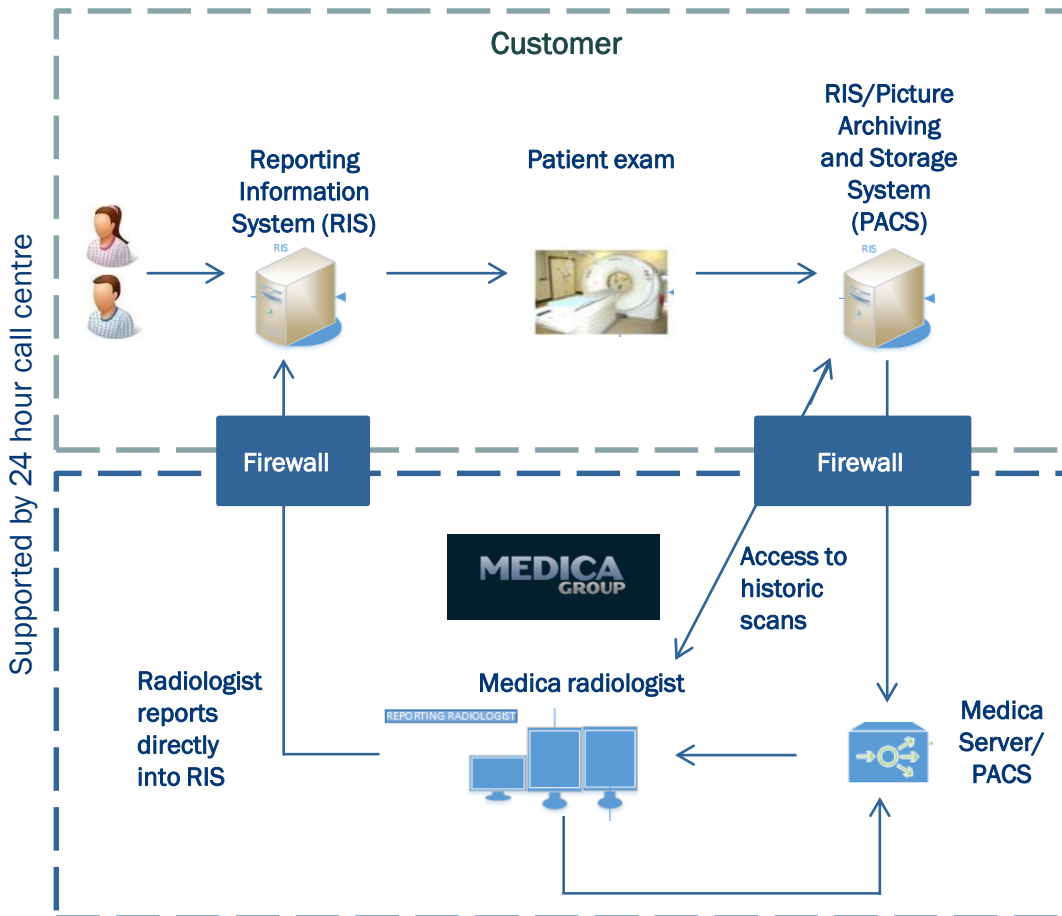 Customer
RIS/Picture
Archiving
and Storage
System
(PACS)
Reporting
Information
System (RIS)
Patient exam
RIS
RIS
Supported by 24 hour call centre
Firewall
Firewall
MEDICA
GROUP
Access to
historic
scans
Radiologist
reports
directly
into RIS
Medica radiologist
REPORTING RADIOLOGIST
Medica
Server/
PACS